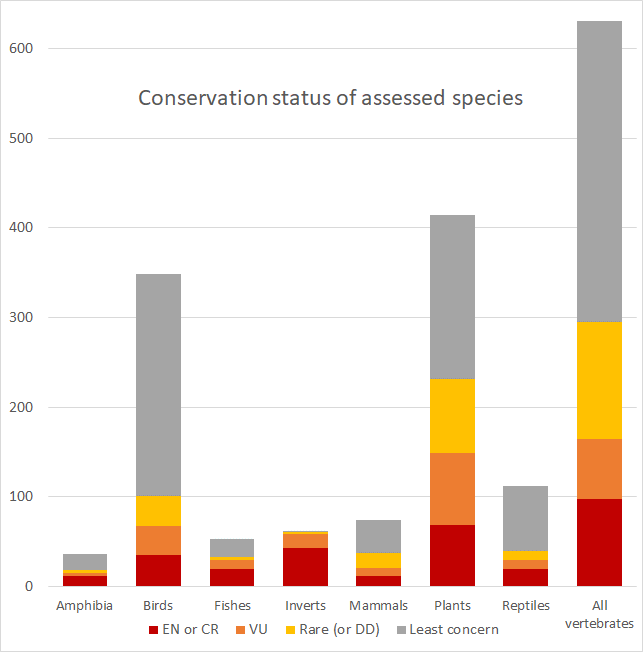 600
Conservation status of assessed species
500
400
300
200
100
0
Amphibia Birds Fishes Inverts Mammals Plants Reptiles All
vertebrates
EN or CR VU Rare (or DD) Least concern